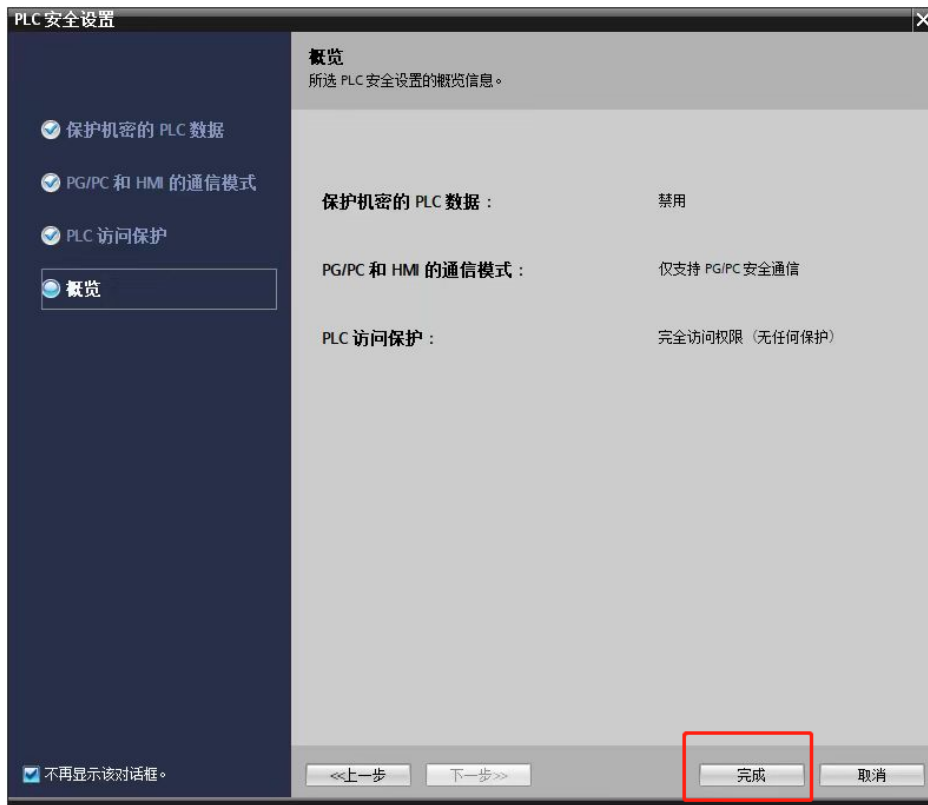 PLC 安全设置
保护机密的 PLC 数据
PG/PC 和 HMI 的通信模式
PLC 访问保护
概览
不再显示该对话框。
概览
所选 PLC 安全设置的概览信息。
保护机密的 PLC 数据: 禁用
PG/PC 和 HMI 的通信模式: 仅支持 PG/PC 安全通信
PLC 访问保护: 完全访问权限（无任何保护）
<<上一步 下一步>> 完成 取消